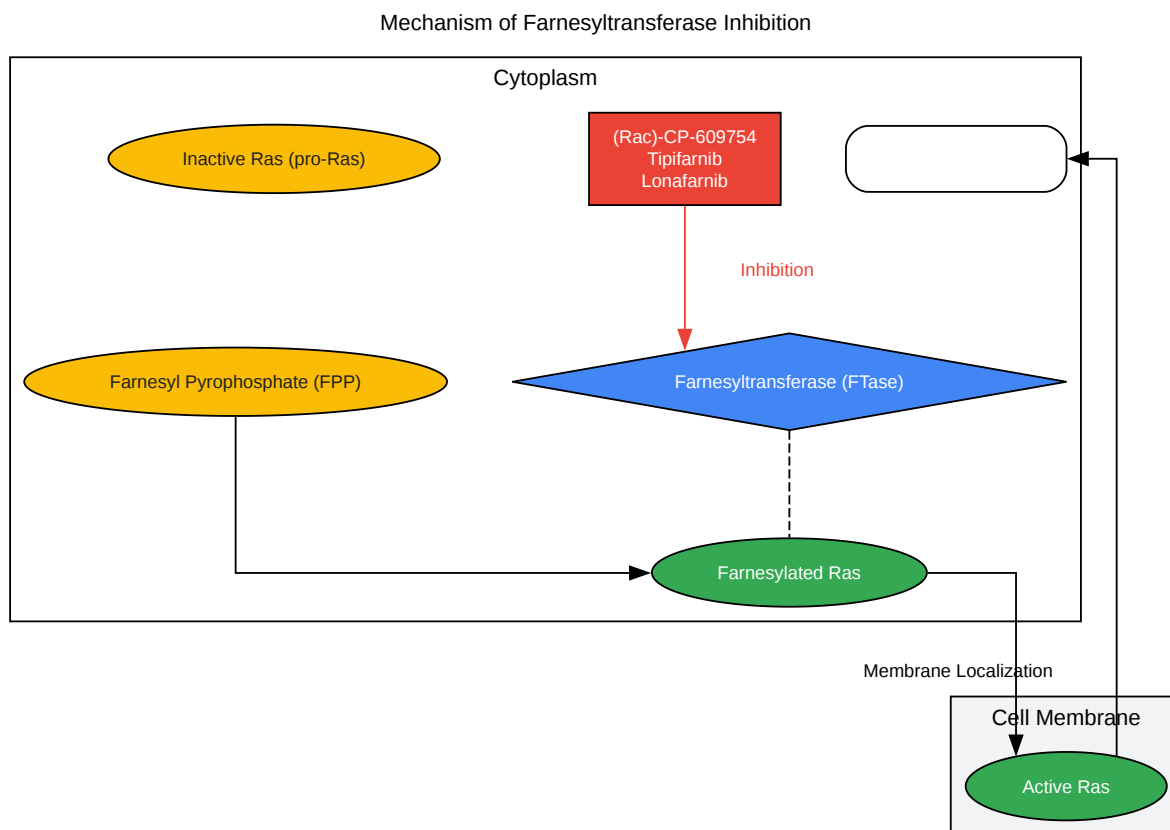 Mechanism of Farnesyltransferase Inhibition
Cytoplasm
Inactive Ras (pro-Ras)
(Rac)-CP-609754
Tipifarnib
Lonafarnib
Inhibition
Farnesyl Pyrophosphate (FPP)
Farnesyltransferase (FTase)
Farnesylated Ras
Membrane Localization
Cell Membrane
Active Ras